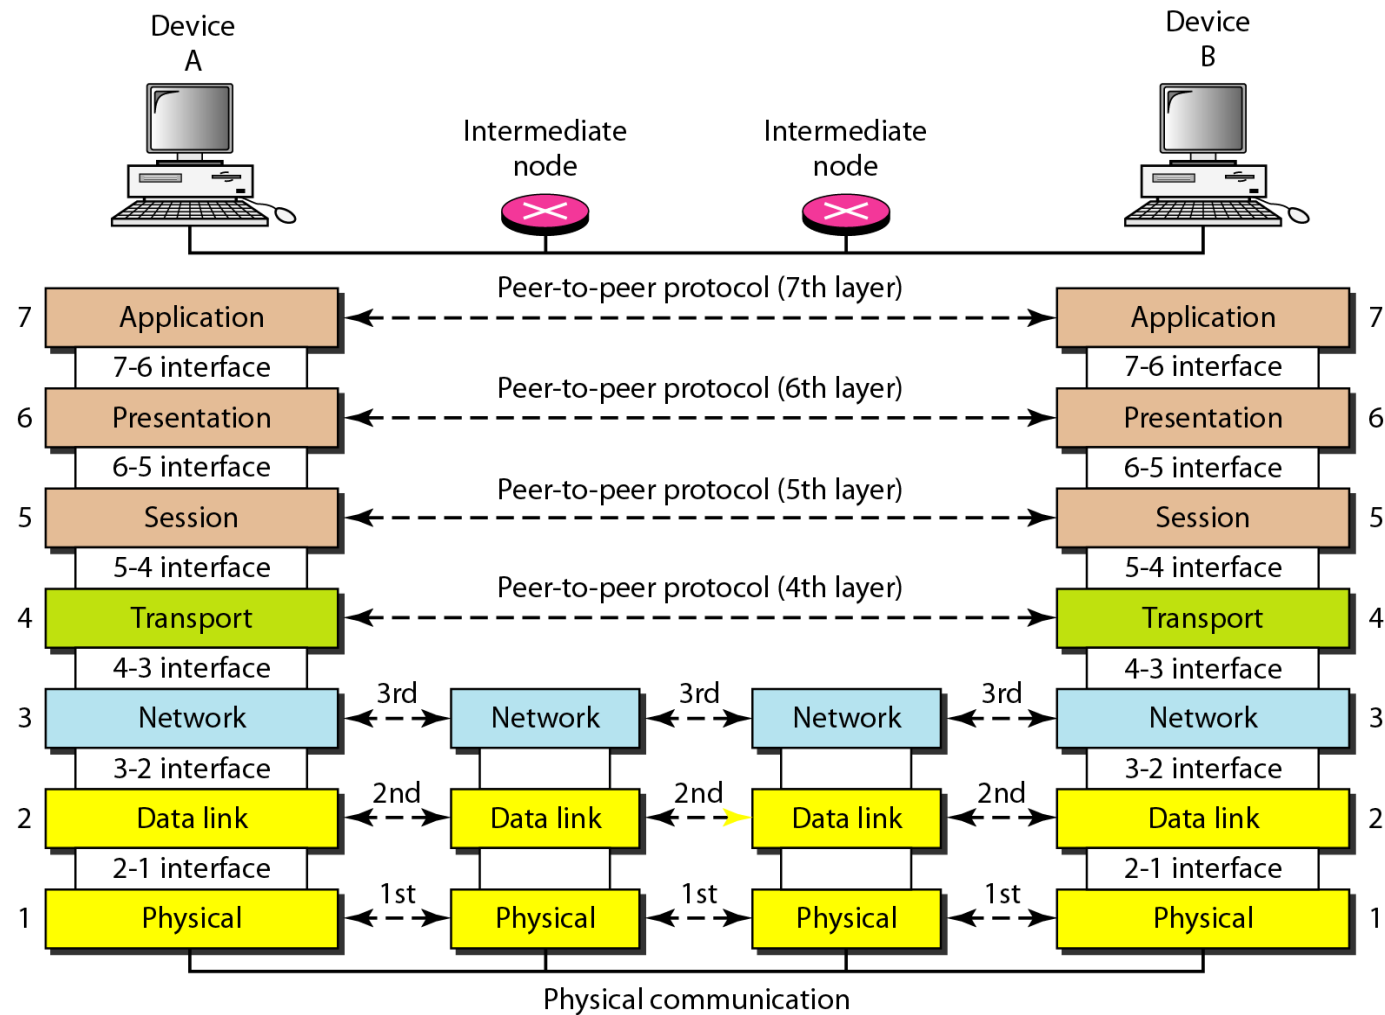 Device
A
Device
B
Intermediate
node
Intermediate
node
Peer-to-peer protocol (7th layer)
7 Application Application 7
7-6 interface 7-6 interface
Peer-to-peer protocol (6th layer)
6 Presentation Presentation 6
6-5 interface 6-5 interface
Peer-to-peer protocol (5th layer)
5 Session Session 5
5-4 interface 5-4 interface
Peer-to-peer protocol (4th layer)
4 Transport Transport 4
4-3 interface 4-3 interface
3rd 3rd 3rd
3 Network Network Network Network 3
3-2 interface 3-2 interface
2nd 2nd 2nd
2 Data link Data link Data link Data link 2
2-1 interface 2-1 interface
1st 1st 1st
1 Physical Physical Physical Physical 1
Physical communication